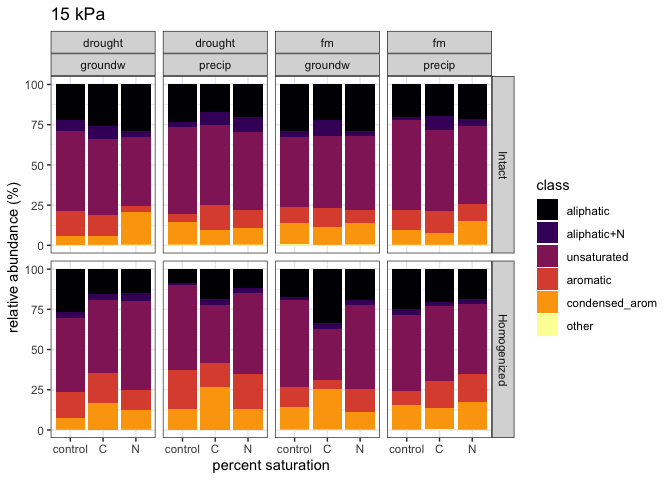 15 kPa
drought drought fm fm
groundw precip groundw precip
100
75
50
25
0
Intact
100
75
50
25
0
Homogenized
relative abundance (%)
control C N control C N control C N control C N
percent saturation
class
aliphatic
aliphatic+N
unsaturated
aromatic
condensed_arom
other